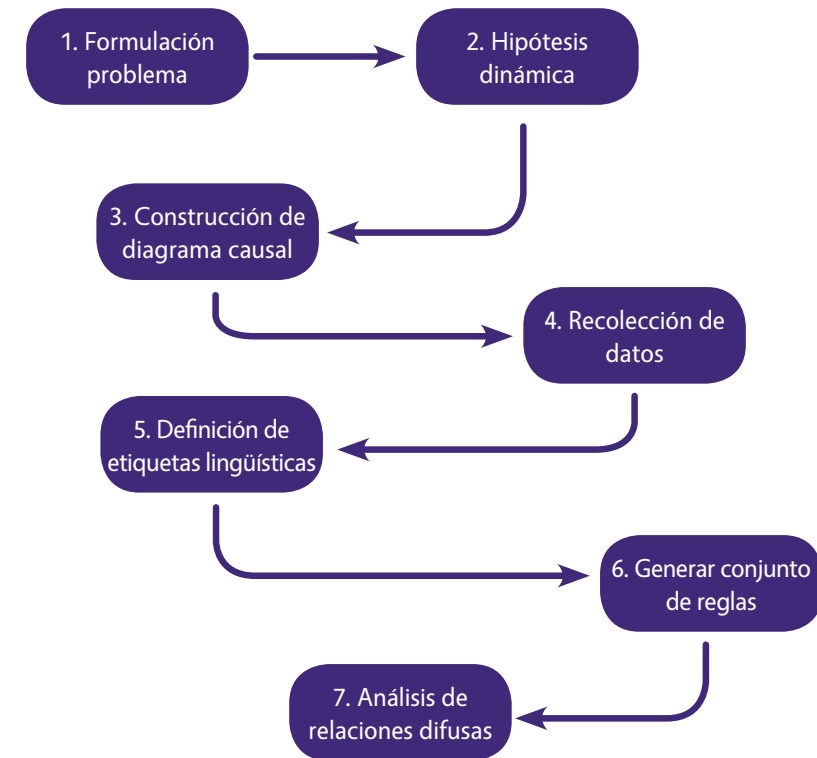 1. Formulación
problema
2. Hipótesis
dinámica
3. Construcción de
diagrama causal
4. Recolección de
datos
5. Definición de
etiquetas lingüísticas
6. Generar conjunto
de reglas
7. Análisis de
relaciones difusas